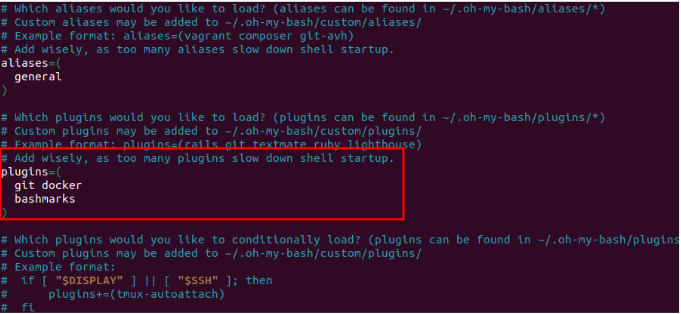 # Which aliases would you like to load? (aliases can be found in ~/.oh-my-bash/aliases/*)
# Custom aliases may be added to ~/.oh-my-bash/custom/aliases/
# Example format: aliases=(vagrant composer git-avh)
# Add wisely, as too many aliases slow down shell startup.
aliases=(
  general
)

# Which plugins would you like to load? (plugins can be found in ~/.oh-my-bash/plugins/*)
# Custom plugins may be added to ~/.oh-my-bash/custom/plugins/
# Example format: plugins=(rails git textmate ruby lighthouse)
# Add wisely, as too many plugins slow down shell startup.
plugins=(
  git docker
  bashmarks
)

# Which plugins would you like to conditionally load? (plugins can be found in ~/.oh-my-bash/plugins
# Custom plugins may be added to ~/.oh-my-bash/custom/plugins/
# Example format:
#  if [ "$DISPLAY" ] || [ "$SSH" ]; then
#      plugins+=(tmux-autoattach)
#  fi